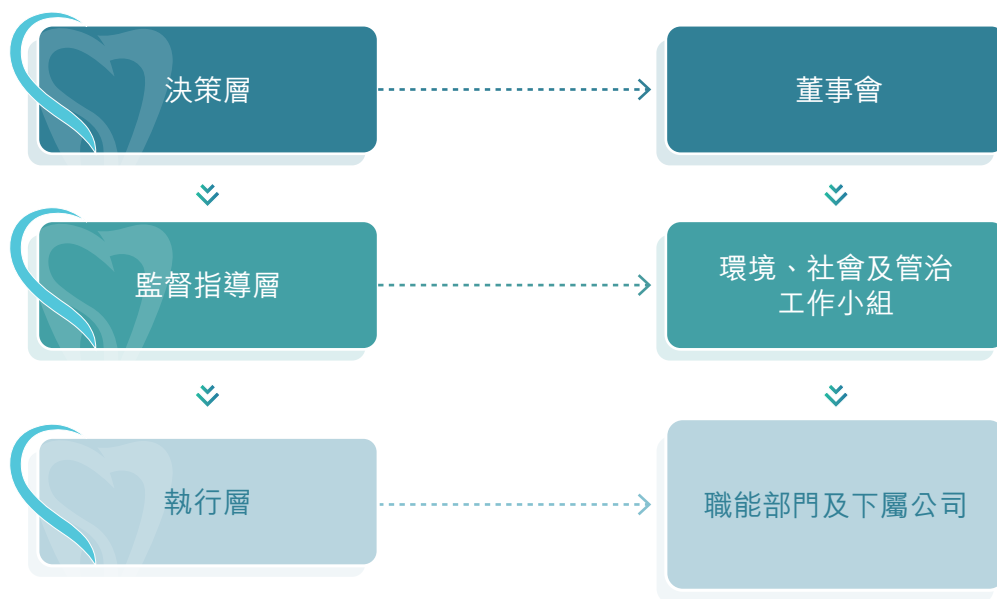 決策層
董事會
監督指導層
環境、社會及管治
工作小組
執行層
職能部門及下屬公司